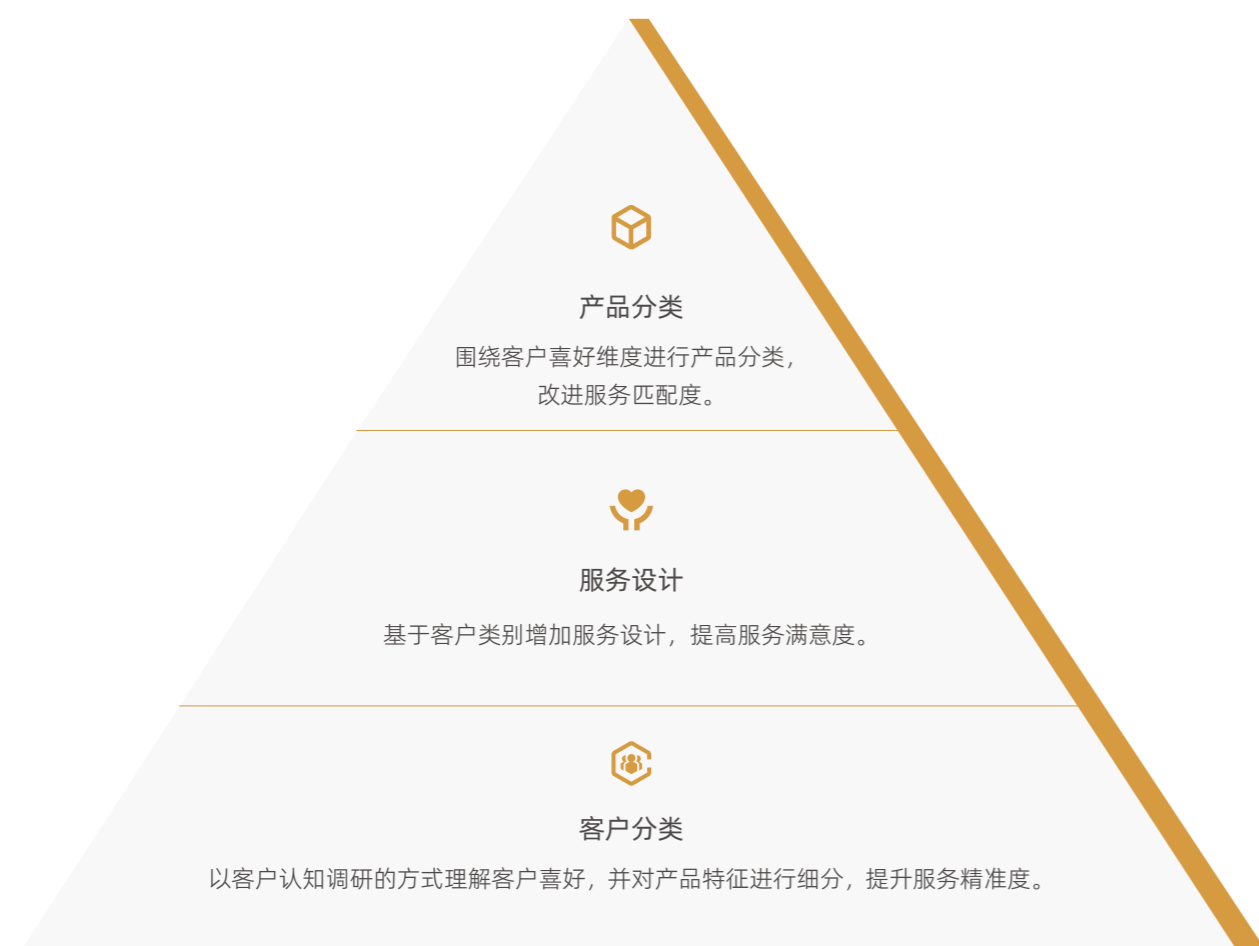 产品分类
围绕客户喜好维度进行产品分类，
改进服务匹配度。
服务设计
基于客户类别增加服务设计，提高服务满意度。
客户分类
以客户认知调研的方式理解客户喜好，并对产品特征进行细分，提升服务精准度。